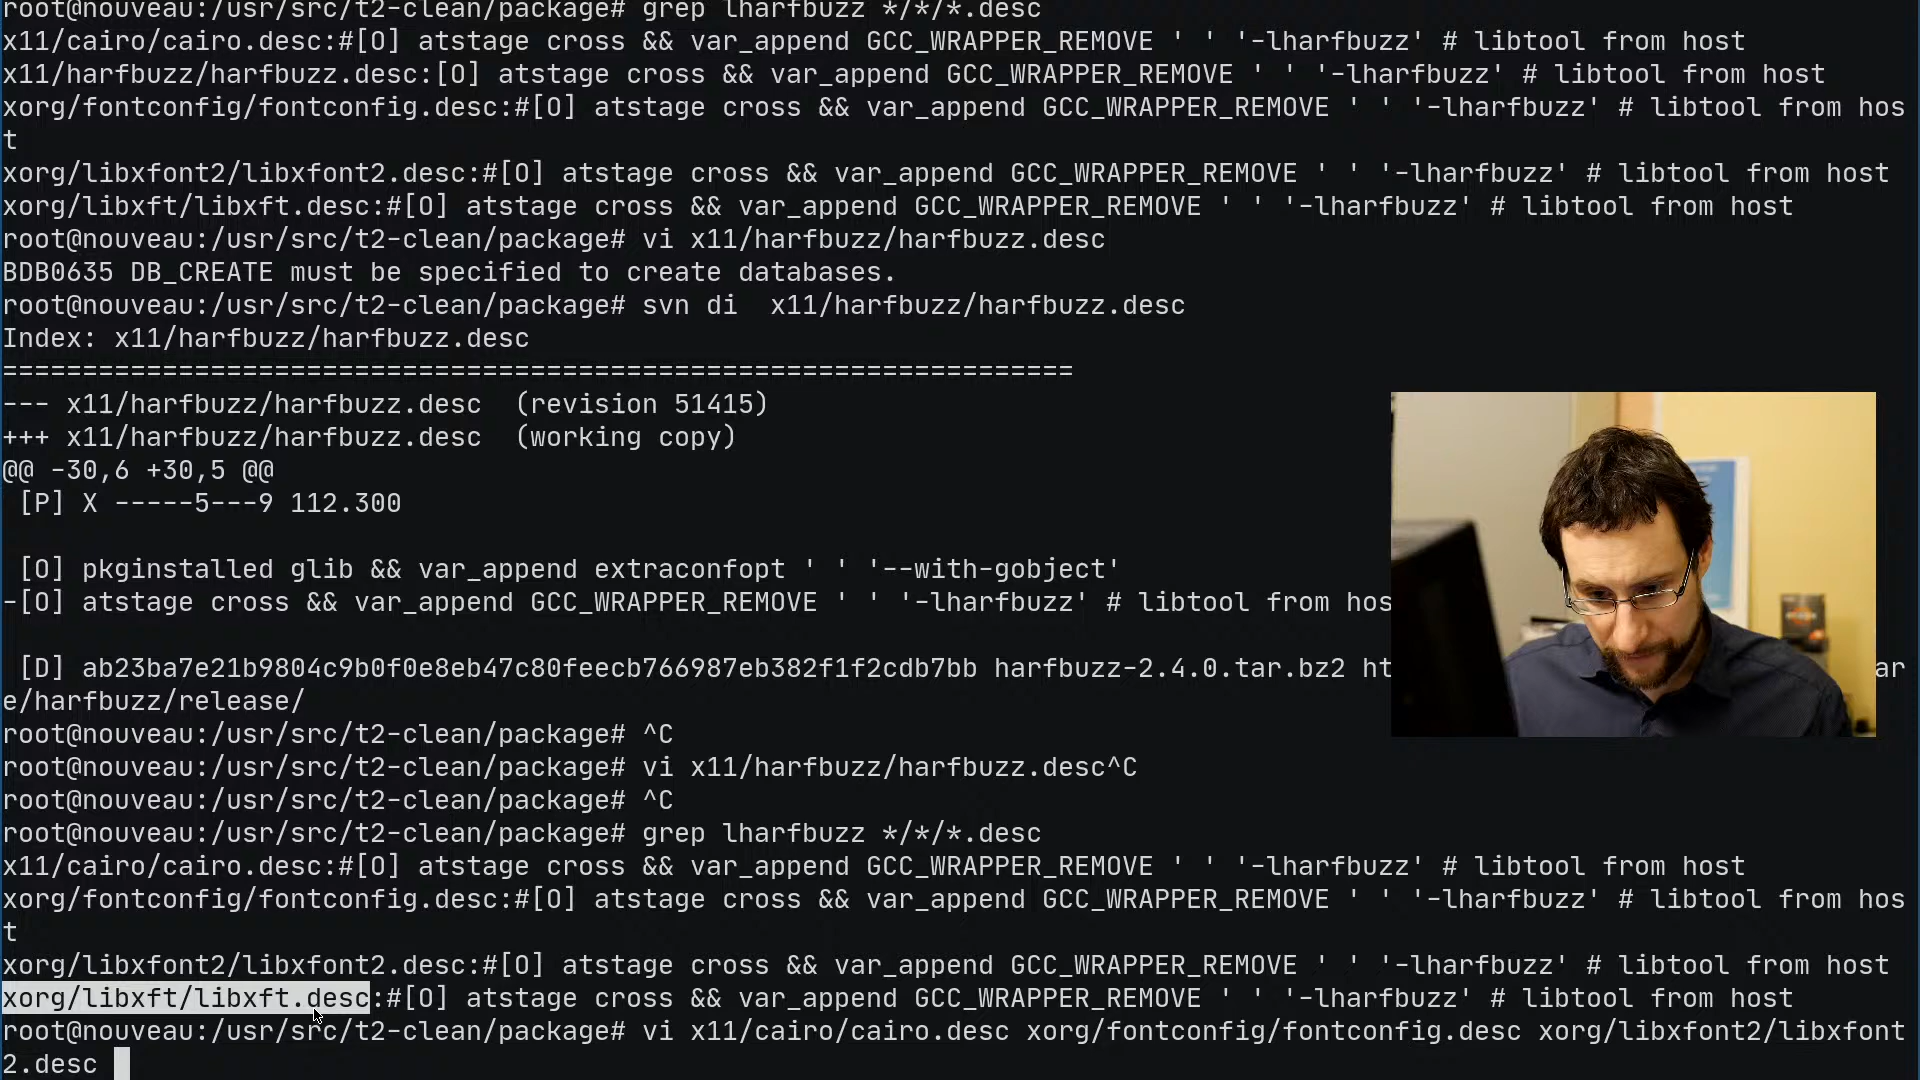 root@nouveau:/usr/src/t2-clean/package# grep lharfbuzz */*/*.desc
x11/cairo/cairo.desc:#[O] atstage cross && var_append GCC_WRAPPER_REMOVE ' ' '-lharfbuzz' # libtool from host
x11/harfbuzz/harfbuzz.desc:[O] atstage cross && var_append GCC_WRAPPER_REMOVE ' ' '-lharfbuzz' # libtool from host
xorg/fontconfig/fontconfig.desc:#[O] atstage cross && var_append GCC_WRAPPER_REMOVE ' ' '-lharfbuzz' # libtool from hos
t
xorg/libxfont2/libxfont2.desc:#[O] atstage cross && var_append GCC_WRAPPER_REMOVE ' ' '-lharfbuzz' # libtool from host
xorg/libxft/libxft.desc:#[O] atstage cross && var_append GCC_WRAPPER_REMOVE ' ' '-lharfbuzz' # libtool from host
root@nouveau:/usr/src/t2-clean/package# vi x11/harfbuzz/harfbuzz.desc
BDB0635 DB_CREATE must be specified to create databases.
root@nouveau:/usr/src/t2-clean/package# svn di  x11/harfbuzz/harfbuzz.desc
Index: x11/harfbuzz/harfbuzz.desc
===================================================================
--- x11/harfbuzz/harfbuzz.desc  (revision 51415)
+++ x11/harfbuzz/harfbuzz.desc  (working copy)
@@ -30,6 +30,5 @@
 [P] X -----5---9 112.300
 [O] pkginstalled glib && var_append extraconfopt ' ' '--with-gobject'
-[O] atstage cross && var_append GCC_WRAPPER_REMOVE ' ' '-lharfbuzz' # libtool from hos
 [D] ab23ba7e21b9804c9b0f0e8eb47c80feecb766987eb382f1f2cdb7bb harfbuzz-2.4.0.tar.bz2 ht ar
e/harfbuzz/release/
root@nouveau:/usr/src/t2-clean/package# ^C
root@nouveau:/usr/src/t2-clean/package# vi x11/harfbuzz/harfbuzz.desc^C
root@nouveau:/usr/src/t2-clean/package# ^C
root@nouveau:/usr/src/t2-clean/package# grep lharfbuzz */*/*.desc
x11/cairo/cairo.desc:#[O] atstage cross && var_append GCC_WRAPPER_REMOVE ' ' '-lharfbuzz' # libtool from host
xorg/fontconfig/fontconfig.desc:#[O] atstage cross && var_append GCC_WRAPPER_REMOVE ' ' '-lharfbuzz' # libtool from hos
t
xorg/libxfont2/libxfont2.desc:#[O] atstage cross && var_append GCC_WRAPPER_REMOVE ' ' '-lharfbuzz' # libtool from host
xorg/libxft/libxft.desc:#[O] atstage cross && var_append GCC_WRAPPER_REMOVE ' ' '-lharfbuzz' # libtool from host
root@nouveau:/usr/src/t2-clean/package# vi x11/cairo/cairo.desc xorg/fontconfig/fontconfig.desc xorg/libxfont2/libxfont
2.desc